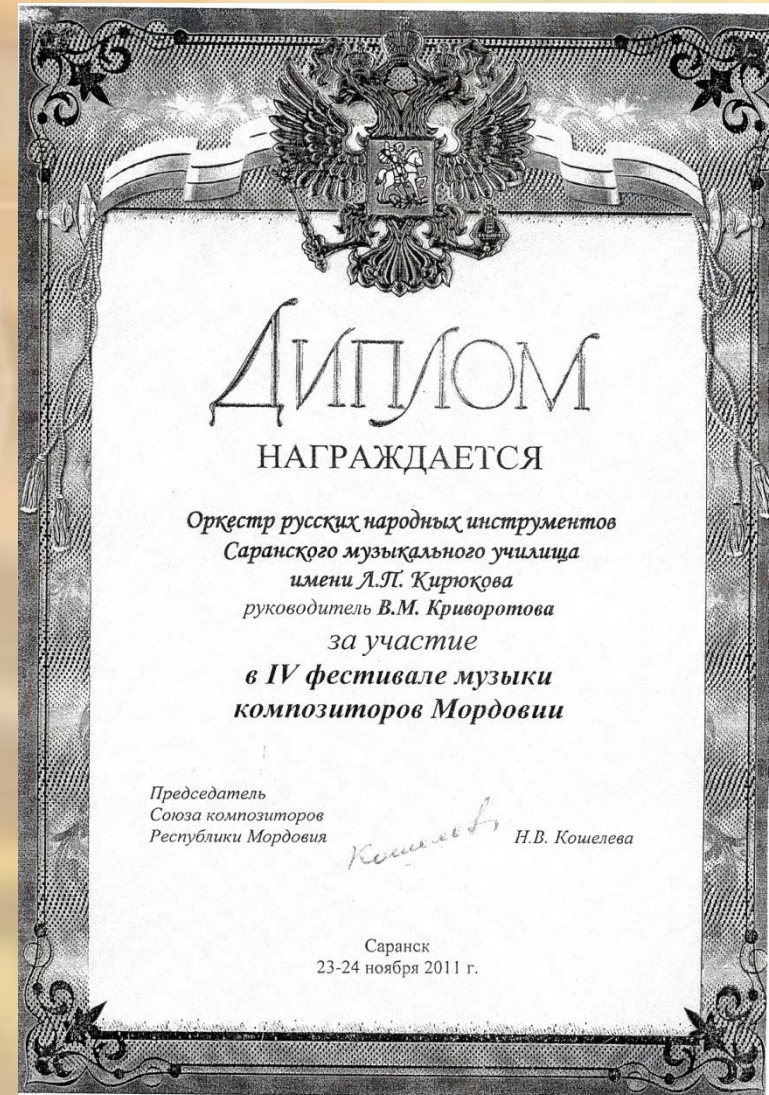 ДИПЛОМ
НАГРАЖДАЕТСЯ
Оркестр русских народных инструментов
Саранского музыкального училища
имени Л.П. Кирюкова
руководитель В.М. Криворотова
за участие
в IV фестивале музыки
композиторов Мордовии
Председатель
Союза композиторов
Республики Мордовия
Н.В. Кошелева
Саранск
23-24 ноября 2011 г.